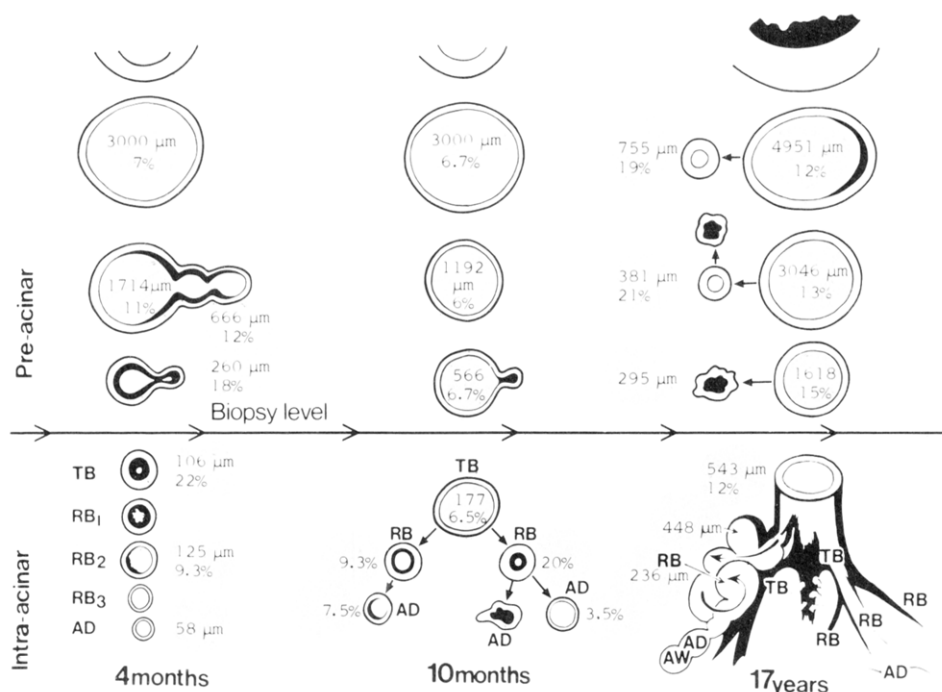 Pre-acinar
Intra-acinar
3000 μm
7%
1714μm
11%
666 μm
12%
260 μm
18%
Biopsy level
3000 μm
6.7%
1192
μm
6%
566
6.7%
755 μm
19%
4951 μm
12%
381 μm
21%
3046 μm
13%
295 μm
1618
15%
TB
106 μm
22%
RB1
RB2
125 μm
9.3%
RB3
AD
58 μm
4months
TB
177
6.5%
RB
9.3%
RB
20%
7.5%
AD
AD
AD
3.5%
10months
543 μm
12%
448 μm
RB
236 μm
TB
TB
RB
RB
RB
AD
AW
AD
17years